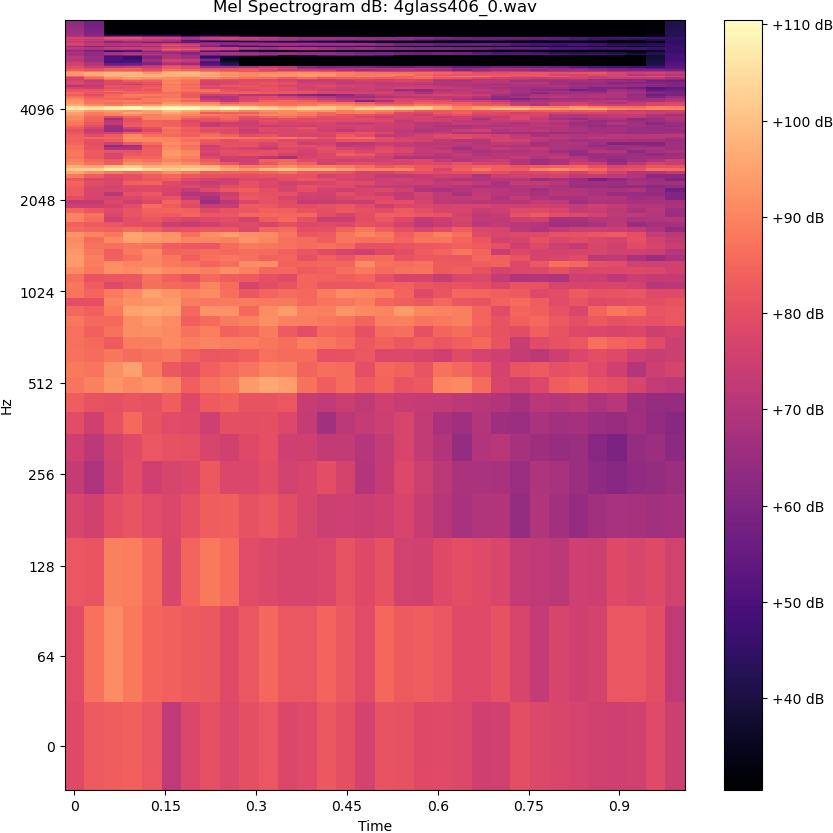 Mel Spectrogram dB: 4glass406_0.wav
+110 dB
4096
+100 dB
2048
+90 dB
1024
+80 dB
512
Hz
+70 dB
256
+60 dB
128
+50 dB
64
+40 dB
0
0 0.15 0.3 0.45 0.6 0.75 0.9
Time